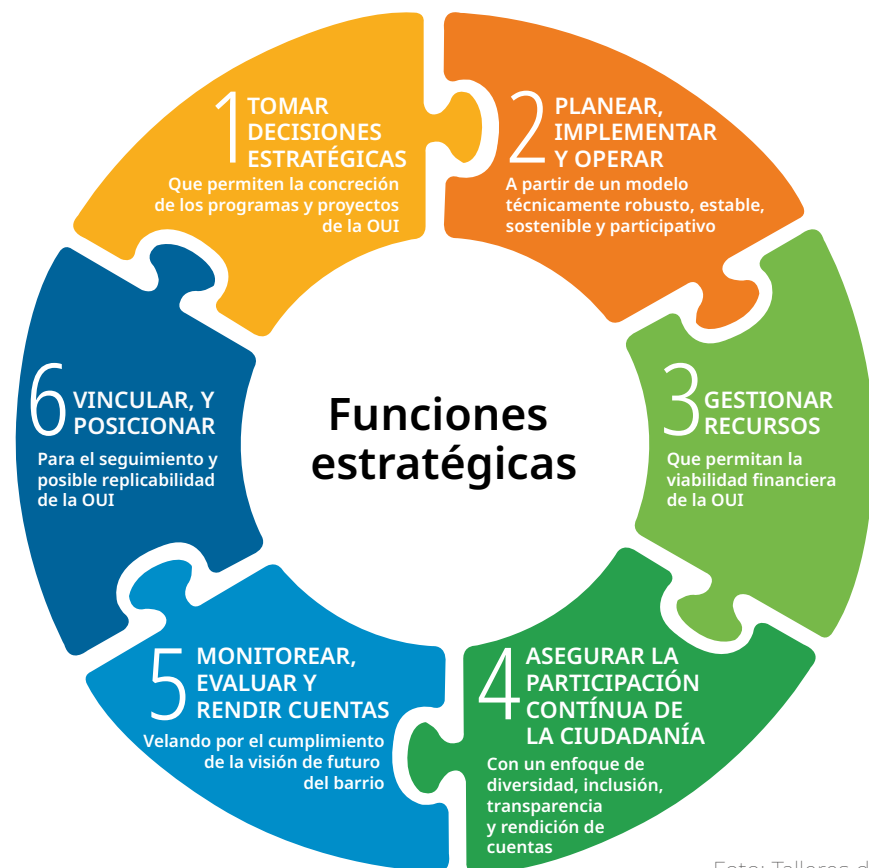 1 TOMAR
DECISIONES
ESTRATÉGICAS
Que permiten la concreción
de los programas y proyectos
de la OUI
2 PLANEAR,
IMPLEMENTAR
Y OPERAR
A partir de un modelo
técnicamente robusto, estable,
sostenible y participativo
3 GESTIONAR
RECURSOS
Que permitan la
viabilidad financiera
de la OUI
4 ASEGURAR LA
PARTICIPACIÓN
CONTÍNUA DE
LA CIUDADANÍA
Con un enfoque de
diversidad, inclusión,
transparencia
y rendición de
cuentas
5 MONITOREAR,
EVALUAR Y
RENDIR CUENTAS
Velando por el cumplimiento
de la visión de futuro
del barrio
6 VINCULAR, Y
POSICIONAR
Para el seguimiento y
posible replicabilidad
de la OUI
Funciones
estratégicas
Foto: Talleres d